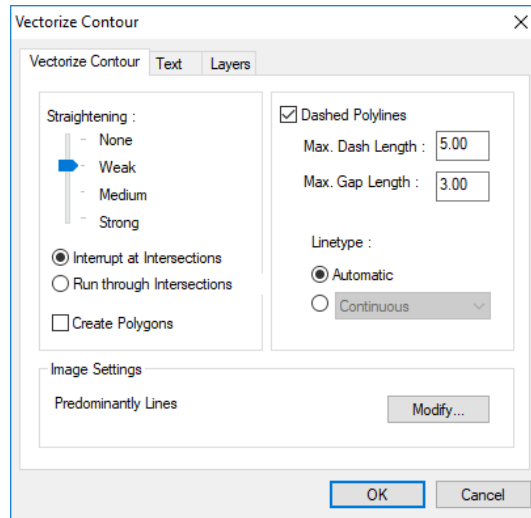 Vectorize Contour
Vectorize Contour Text Layers
Straightening :
None
Weak
Medium
Strong
Interrupt at Intersections
Run through Intersections
Create Polygons
Dashed Polylines
Max. Dash Length : 5.00
Max. Gap Length : 3.00
Linetype :
Automatic
Continuous
Image Settings
Predominantly Lines
Modify...
OK Cancel